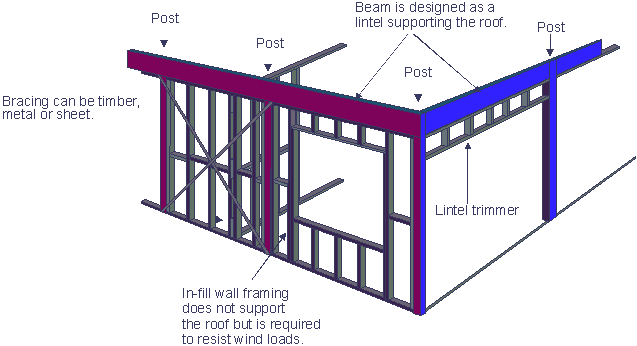 Beam is designed as a
lintel supporting the roof.
Post
Post
Post
Post
Bracing can be timber,
metal or sheet.
Lintel trimmer
In-fill wall framing
does not support
the roof but is required
to resist wind loads.